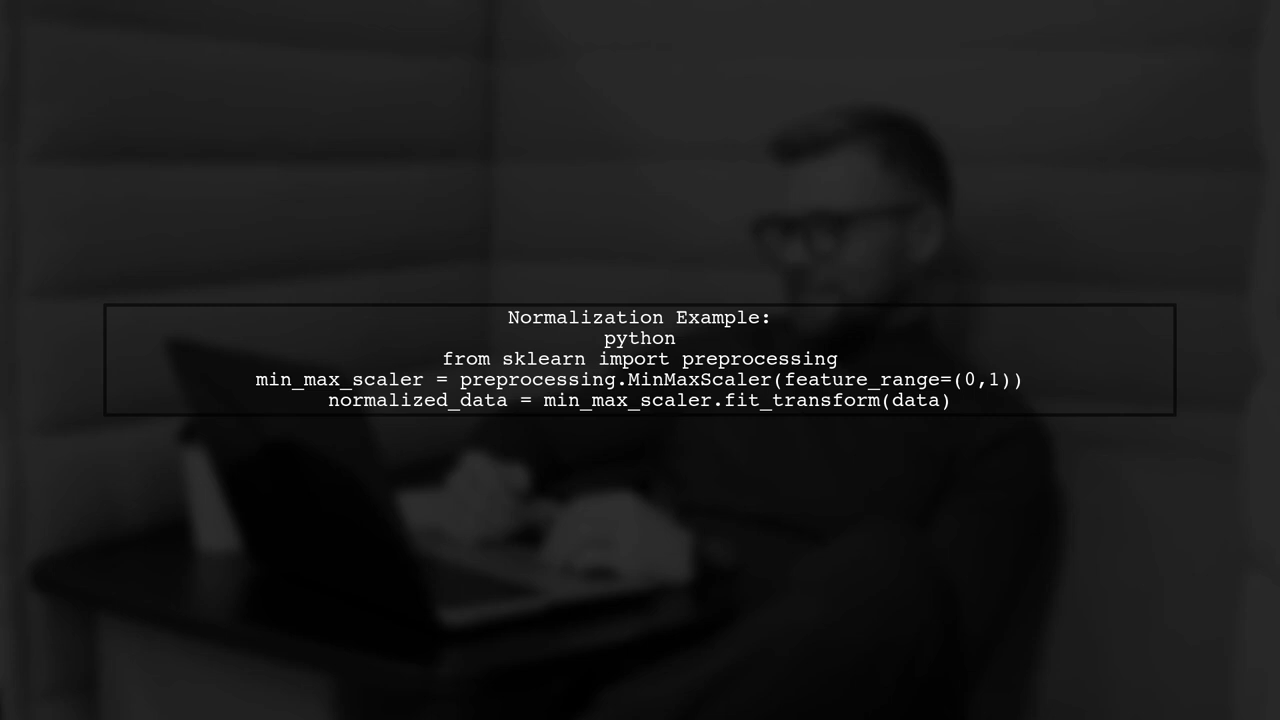 Normalization Example:
python
from sklearn import preprocessing
min_max_scaler = preprocessing.MinMaxScaler(feature_range=(0,1))
normalized_data = min_max_scaler.fit_transform(data)